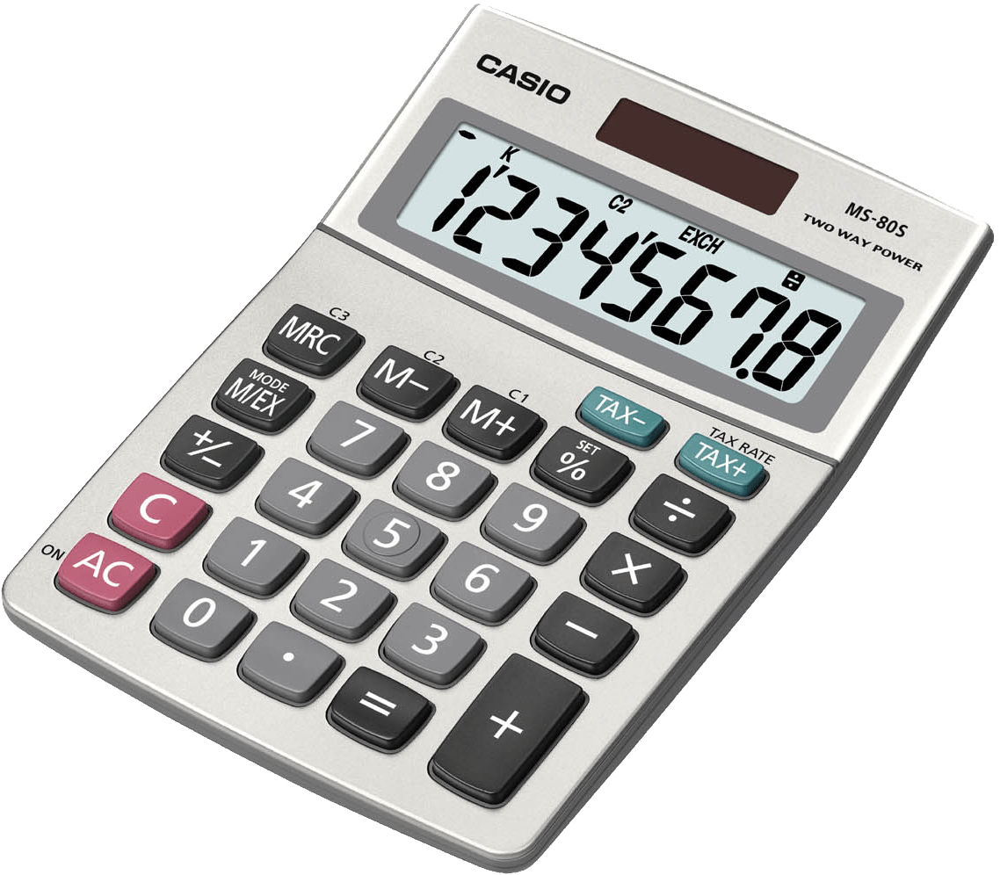 CASIO
MS-80S
TWO WAY POWER
K C2 EXCH ÷
-1'234'567.8
C3 C2 C1 TAX RATE
MRC M− M+ TAX− TAX+
MODE
M/EX 7 8 SET
% ÷
+/− 4 5 9 ×
C 1 2 6 −
ON AC 0 · 3 +
=